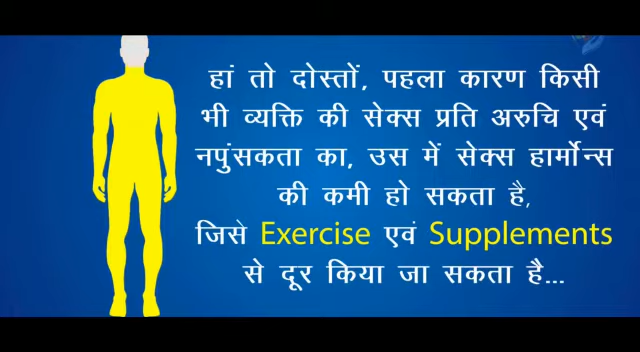 हां तो दोस्तों, पहला कारण किसी
भी व्यक्ति की सेक्स प्रति अरुचि एवं
नपुंसकता का, उस में सेक्स हार्मोन्स
की कमी हो सकता है,
जिसे Exercise एवं Supplements
से दूर किया जा सकता है...